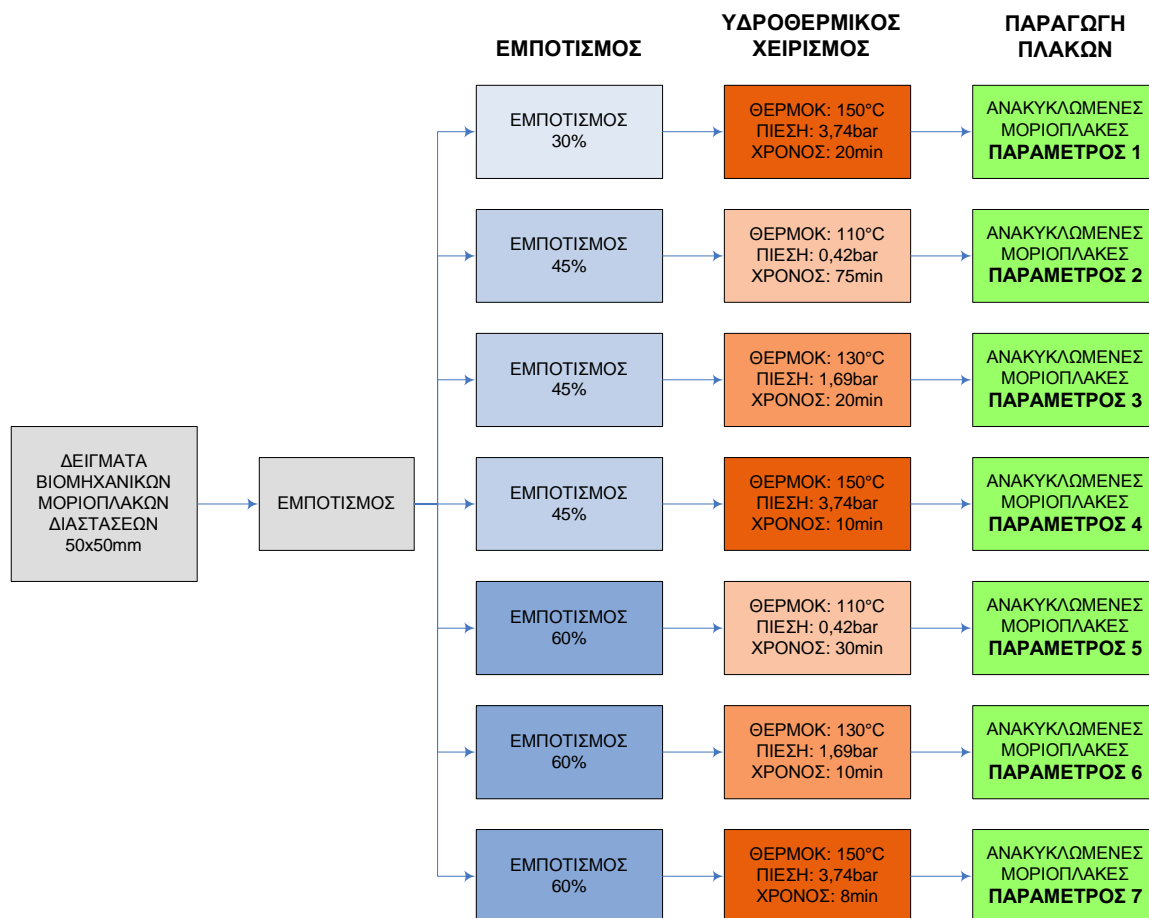 ΕΜΠΟΤΙΣΜΟΣ
ΥΔΡΟΘΕΡΜΙΚΟΣ
ΧΕΙΡΙΣΜΟΣ
ΠΑΡΑΓΩΓΗ
ΠΛΑΚΩΝ
ΔΕΙΓΜΑΤΑ
ΒΙΟΜΗΧΑΝΙΚΩΝ
ΜΟΡΙΟΠΛΑΚΩΝ
ΔΙΑΣΤΑΣΕΩΝ
50x50mm
ΕΜΠΟΤΙΣΜΟΣ
ΕΜΠΟΤΙΣΜΟΣ
30%
ΘΕΡΜΟΚ: 150°C
ΠΙΕΣΗ: 3,74bar
ΧΡΟΝΟΣ: 20min
ΑΝΑΚΥΚΛΩΜΕΝΕΣ
ΜΟΡΙΟΠΛΑΚΕΣ
ΠΑΡΑΜΕΤΡΟΣ 1
ΕΜΠΟΤΙΣΜΟΣ
45%
ΘΕΡΜΟΚ: 110°C
ΠΙΕΣΗ: 0,42bar
ΧΡΟΝΟΣ: 75min
ΑΝΑΚΥΚΛΩΜΕΝΕΣ
ΜΟΡΙΟΠΛΑΚΕΣ
ΠΑΡΑΜΕΤΡΟΣ 2
ΕΜΠΟΤΙΣΜΟΣ
45%
ΘΕΡΜΟΚ: 130°C
ΠΙΕΣΗ: 1,69bar
ΧΡΟΝΟΣ: 20min
ΑΝΑΚΥΚΛΩΜΕΝΕΣ
ΜΟΡΙΟΠΛΑΚΕΣ
ΠΑΡΑΜΕΤΡΟΣ 3
ΕΜΠΟΤΙΣΜΟΣ
45%
ΘΕΡΜΟΚ: 150°C
ΠΙΕΣΗ: 3,74bar
ΧΡΟΝΟΣ: 10min
ΑΝΑΚΥΚΛΩΜΕΝΕΣ
ΜΟΡΙΟΠΛΑΚΕΣ
ΠΑΡΑΜΕΤΡΟΣ 4
ΕΜΠΟΤΙΣΜΟΣ
60%
ΘΕΡΜΟΚ: 110°C
ΠΙΕΣΗ: 0,42bar
ΧΡΟΝΟΣ: 30min
ΑΝΑΚΥΚΛΩΜΕΝΕΣ
ΜΟΡΙΟΠΛΑΚΕΣ
ΠΑΡΑΜΕΤΡΟΣ 5
ΕΜΠΟΤΙΣΜΟΣ
60%
ΘΕΡΜΟΚ: 130°C
ΠΙΕΣΗ: 1,69bar
ΧΡΟΝΟΣ: 10min
ΑΝΑΚΥΚΛΩΜΕΝΕΣ
ΜΟΡΙΟΠΛΑΚΕΣ
ΠΑΡΑΜΕΤΡΟΣ 6
ΕΜΠΟΤΙΣΜΟΣ
60%
ΘΕΡΜΟΚ: 150°C
ΠΙΕΣΗ: 3,74bar
ΧΡΟΝΟΣ: 8min
ΑΝΑΚΥΚΛΩΜΕΝΕΣ
ΜΟΡΙΟΠΛΑΚΕΣ
ΠΑΡΑΜΕΤΡΟΣ 7